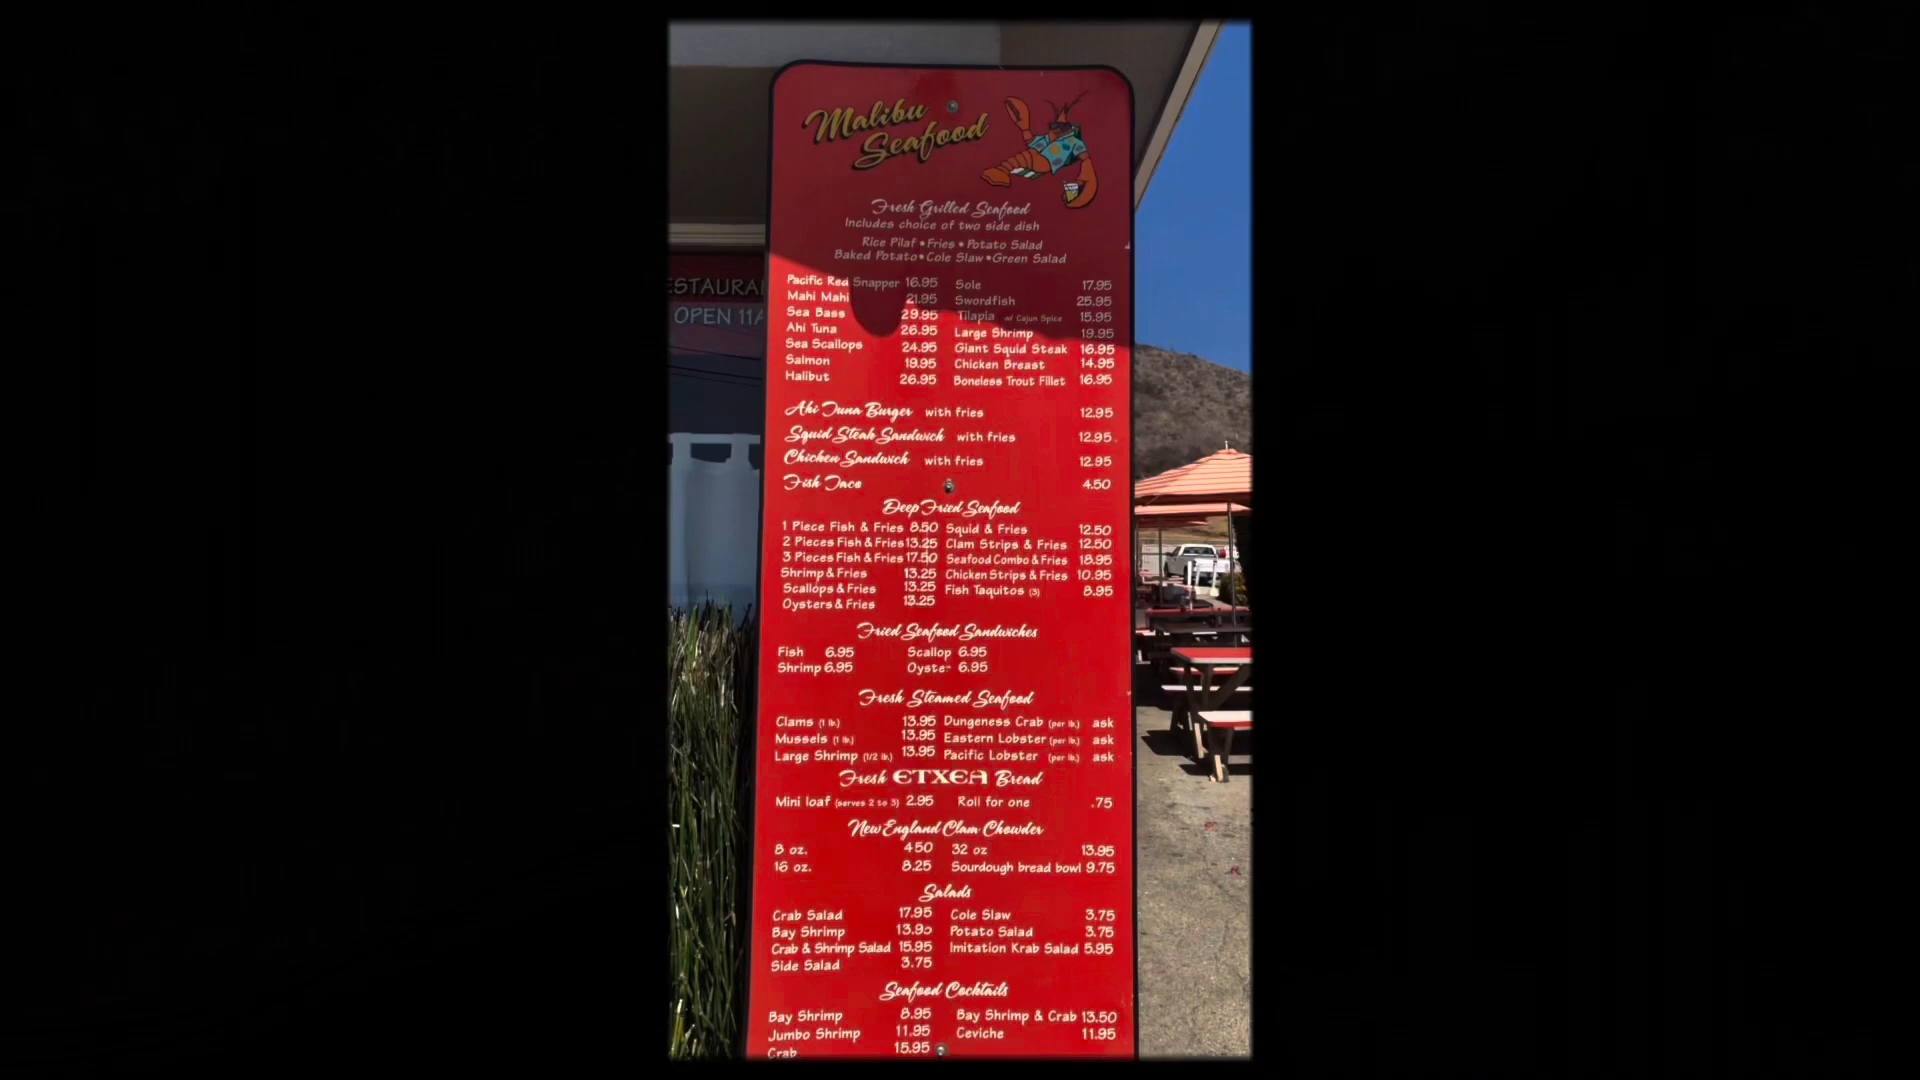 Malibu
Seafood
Fresh Grilled Seafood
Includes choice of two side dish
Rice Pilaf • Fries • Potato Salad
Baked Potato • Cole Slaw • Green Salad
ESTAURA
OPEN 11A
Pacific Red Snapper 16.95 Sole 17.95
Mahi Mahi 21.95 Swordfish 25.95
Sea Bass 29.95 Tilapia w/ Cajun Spice 15.95
Ahi Tuna 26.95 Large Shrimp 19.95
Sea Scallops 24.95 Giant Squid Steak 16.95
Salmon 19.95 Chicken Breast 14.95
Halibut 26.95 Boneless Trout Fillet 16.95
Ahi Tuna Burger with fries 12.95
Squid Steak Sandwich with fries 12.95
Chicken Sandwich with fries 12.95
Fish Taco 4.50
Deep Fried Seafood
1 Piece Fish & Fries 8.50 Squid & Fries 12.50
2 Pieces Fish & Fries 13.25 Clam Strips & Fries 12.50
3 Pieces Fish & Fries 17.50 Seafood Combo & Fries 18.95
Shrimp & Fries 13.25 Chicken Strips & Fries 10.95
Scallops & Fries 13.25 Fish Taquitos (3) 8.95
Oysters & Fries 13.25
Fried Seafood Sandwiches
Fish 6.95 Scallop 6.95
Shrimp 6.95 Oyster 6.95
Fresh Steamed Seafood
Clams (1 lb.) 13.95 Dungeness Crab (per lb.) ask
Mussels (1 lb.) 13.95 Eastern Lobster (per lb.) ask
Large Shrimp (1/2 lb.) 13.95 Pacific Lobster (per lb.) ask
Fresh ETXEA Bread
Mini loaf (serves 2 to 3) 2.95 Roll for one .75
New England Clam Chowder
8 oz. 4.50 32 oz 13.95
16 oz. 8.25 Sourdough bread bowl 9.75
Salads
Crab Salad 17.95 Cole Slaw 3.75
Bay Shrimp 13.95 Potato Salad 3.75
Crab & Shrimp Salad 15.95 Imitation Krab Salad 5.95
Side Salad 3.75
Seafood Cocktails
Bay Shrimp 8.95 Bay Shrimp & Crab 13.50
Jumbo Shrimp 11.95 Ceviche 11.95
Crab 15.95